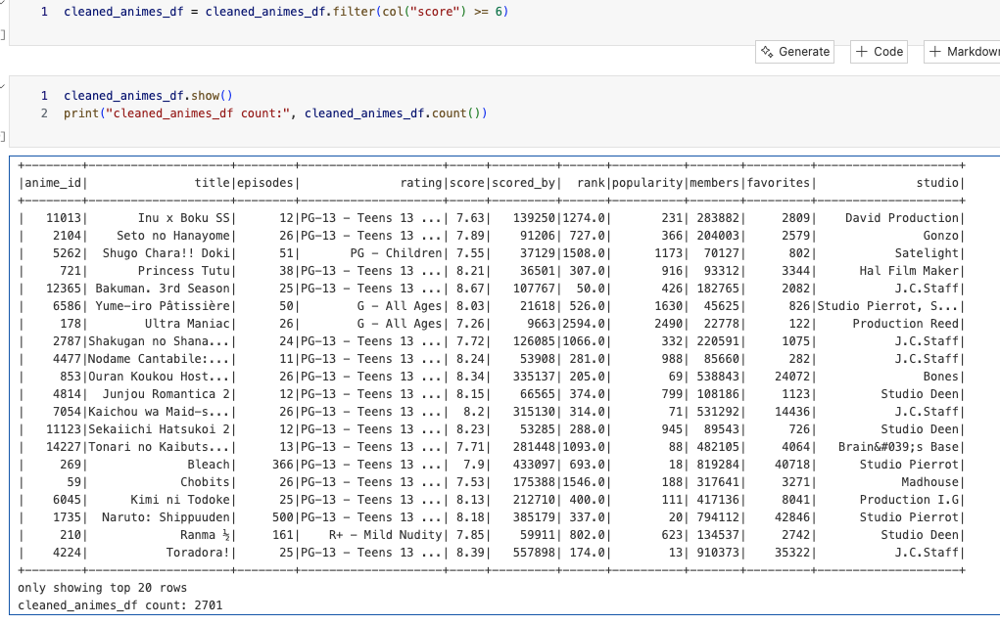 1 cleaned_animes_df = cleaned_animes_df.filter(col("score") >= 6)
Generate + Code + Markdown
1 cleaned_animes_df.show()
2 print("cleaned_animes_df count:", cleaned_animes_df.count())
+--------+--------------------+--------+--------------------+-----+---------+------+----------+-------+---------+--------------------+
|anime_id|               title|episodes|              rating|score|scored_by|  rank|popularity|members|favorites|              studio|
+--------+--------------------+--------+--------------------+-----+---------+------+----------+-------+---------+--------------------+
|   11013|       Inu x Boku SS|      12|PG-13 - Teens 13 ...| 7.63|   139250|1274.0|       231| 283882|     2809|    David Production|
|    2104|    Seto no Hanayome|      26|PG-13 - Teens 13 ...| 7.89|    91206| 727.0|       366| 204003|     2579|               Gonzo|
|    5262|  Shugo Chara!! Doki|      51|       PG - Children| 7.55|    37129|1508.0|      1173|  70127|      802|           Satelight|
|     721|       Princess Tutu|      38|PG-13 - Teens 13 ...| 8.21|    36501| 307.0|       916|  93312|     3344|      Hal Film Maker|
|   12365| Bakuman. 3rd Season|      25|PG-13 - Teens 13 ...| 8.67|   107767|  50.0|       426| 182765|     2082|           J.C.Staff|
|    6586| Yume-iro Pâtissière|      50|        G - All Ages| 8.03|    21618| 526.0|      1630|  45625|      826|Studio Pierrot, S...|
|     178|        Ultra Maniac|      26|        G - All Ages| 7.26|     9663|2594.0|      2490|  22778|      122|     Production Reed|
|    2787|Shakugan no Shana...|      24|PG-13 - Teens 13 ...| 7.72|   126085|1066.0|       332| 220591|     1075|           J.C.Staff|
|    4477|Nodame Cantabile:...|      11|PG-13 - Teens 13 ...| 8.24|    53908| 281.0|       988|  85660|      282|           J.C.Staff|
|     853|Ouran Koukou Host...|      26|PG-13 - Teens 13 ...| 8.34|   335137| 205.0|        69| 538843|    24072|               Bones|
|    4814|  Junjou Romantica 2|      12|PG-13 - Teens 13 ...| 8.15|    66565| 374.0|       799| 108186|     1123|         Studio Deen|
|    7054|Kaichou wa Maid-s...|      26|PG-13 - Teens 13 ...|  8.2|   315130| 314.0|        71| 531292|    14436|           J.C.Staff|
|   11123|Sekaiichi Hatsukoi 2|      12|PG-13 - Teens 13 ...| 8.23|    53285| 288.0|       945|  89543|      726|         Studio Deen|
|   14227|Tonari no Kaibuts...|      13|PG-13 - Teens 13 ...| 7.71|   281448|1093.0|        88| 482105|     4064|   Brain&#039;s Base|
|     269|              Bleach|     366|PG-13 - Teens 13 ...|  7.9|   433097| 693.0|        18| 819284|    40718|      Studio Pierrot|
|      59|             Chobits|      26|PG-13 - Teens 13 ...| 7.53|   175388|1546.0|       188| 317641|     3271|            Madhouse|
|    6045|      Kimi ni Todoke|      25|PG-13 - Teens 13 ...| 8.13|   212710| 400.0|       111| 417136|     8041|      Production I.G|
|    1735|  Naruto: Shippuuden|     500|PG-13 - Teens 13 ...| 8.18|   385179| 337.0|        20| 794112|    42846|      Studio Pierrot|
|     210|             Ranma ½|     161|    R+ - Mild Nudity| 7.85|    59911| 802.0|       623| 134537|     2742|         Studio Deen|
|    4224|           Toradora!|      25|PG-13 - Teens 13 ...| 8.39|   557898| 174.0|        13| 910373|    35322|           J.C.Staff|
+--------+--------------------+--------+--------------------+-----+---------+------+----------+-------+---------+--------------------+
only showing top 20 rows
cleaned_animes_df count: 2701